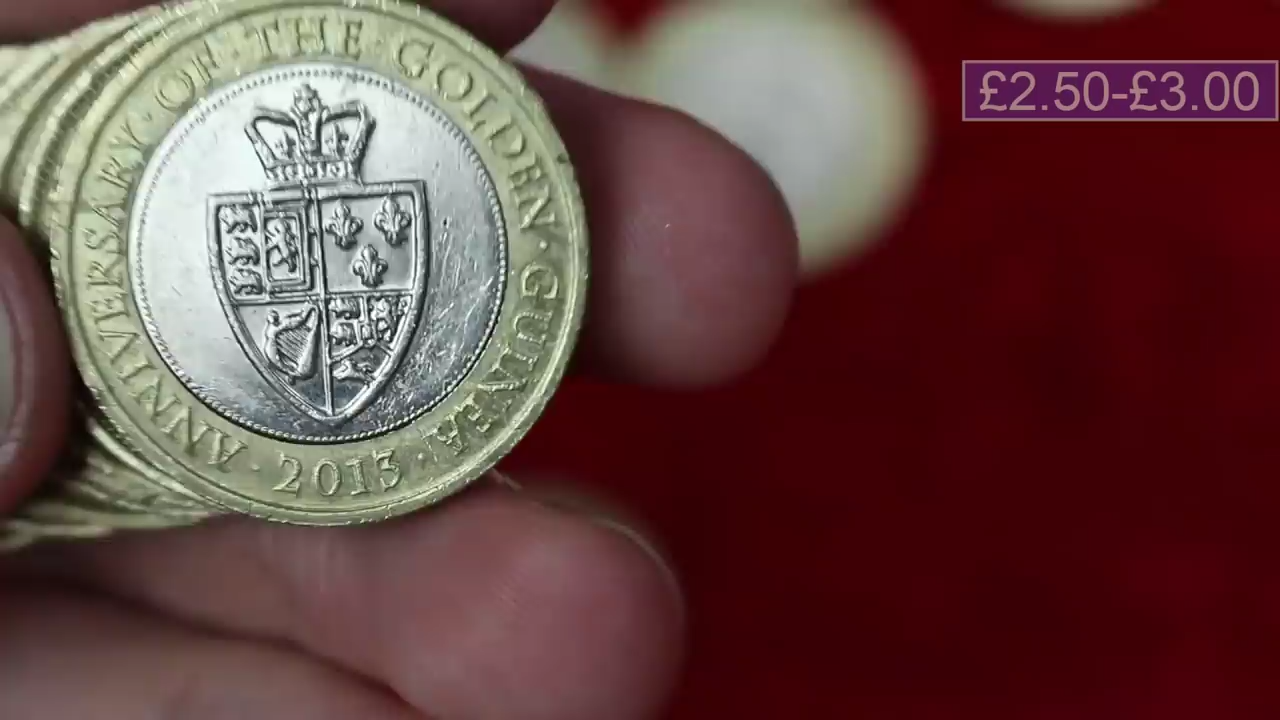 ANNIVERSARY · OF · THE · GOLDEN · GUINEA ·
2013 ·
£2.50-£3.00